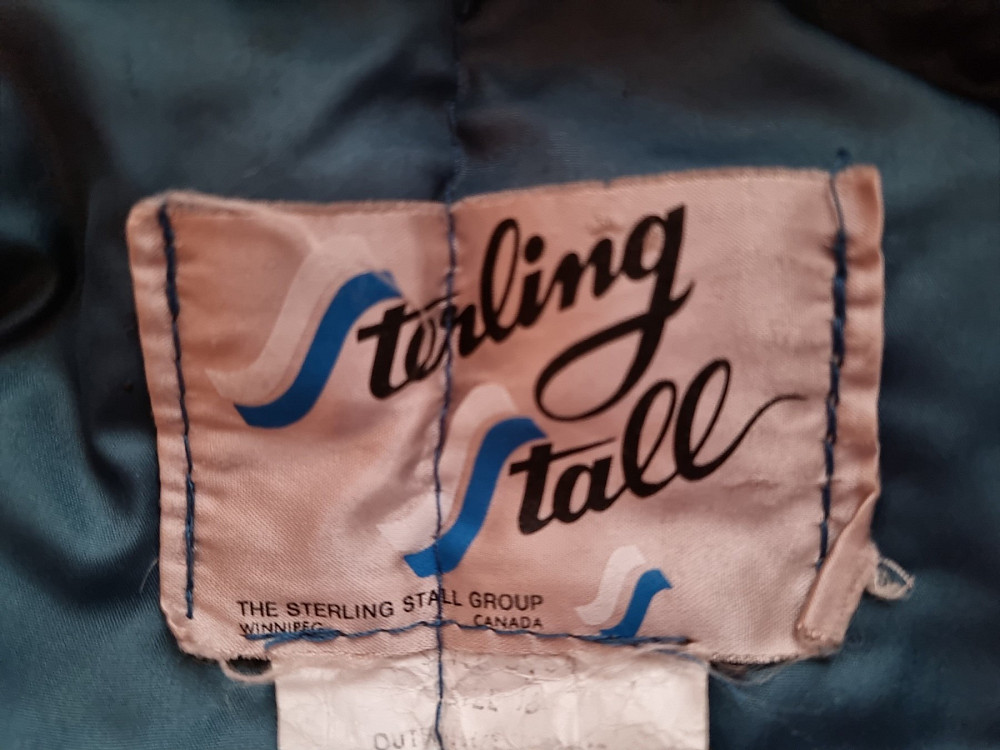 Sterling
Stall
THE STERLING STALL GROUP
WINNIPEG CANADA